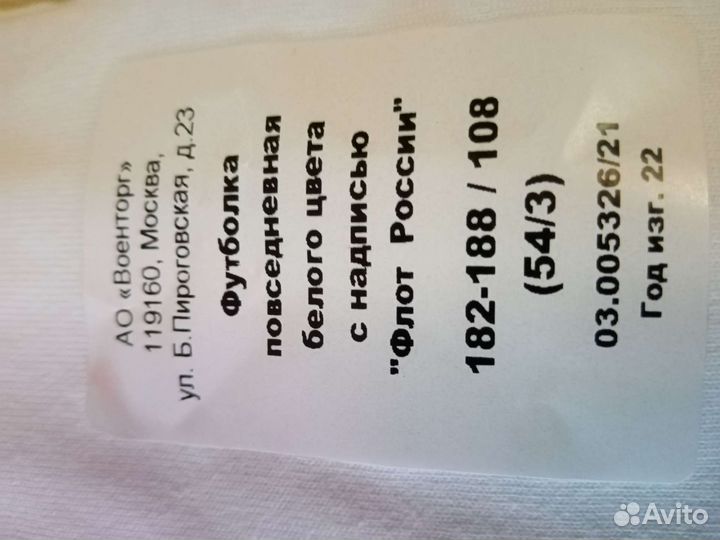 АО «Военторг»
119160, Москва,
ул. Б.Пироговская, д.23
Футболка
повседневная
белого цвета
с надписью
"Флот России"
182-188 / 108
(54/3)
03.005326/21
Год изг. 22
Avito